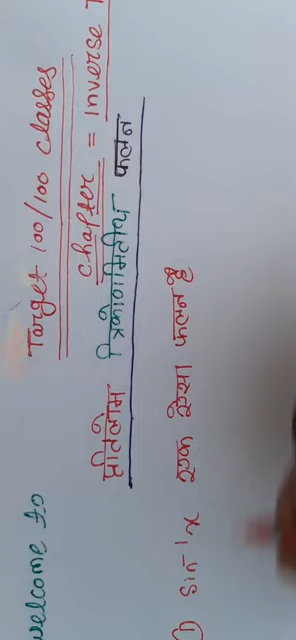 welcome to
Target 100/100 classes
chapter = Inverse T
प्रतिलोम त्रिकोणमितीय फलन
1) sin⁻¹x एक ऐसा फलन है